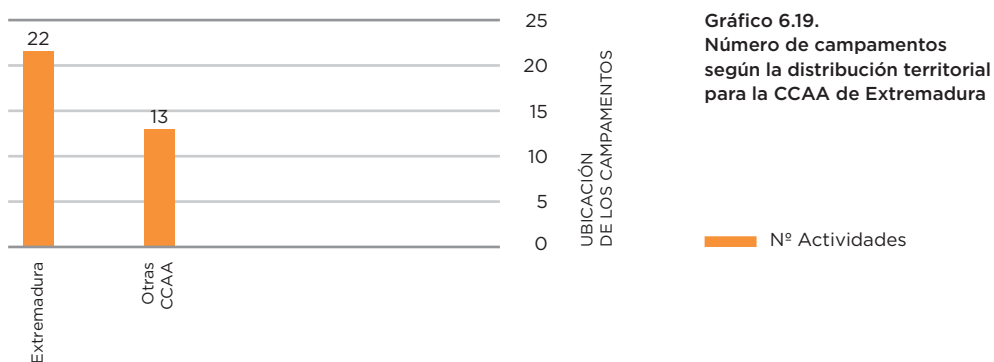 22
13
Extremadura
Otras
CCAA
25
20
15
10
5
0
UBICACIÓN
DE LOS CAMPAMENTOS
Gráfico 6.19.
Número de campamentos
según la distribución territorial
para la CCAA de Extremadura
Nº Actividades